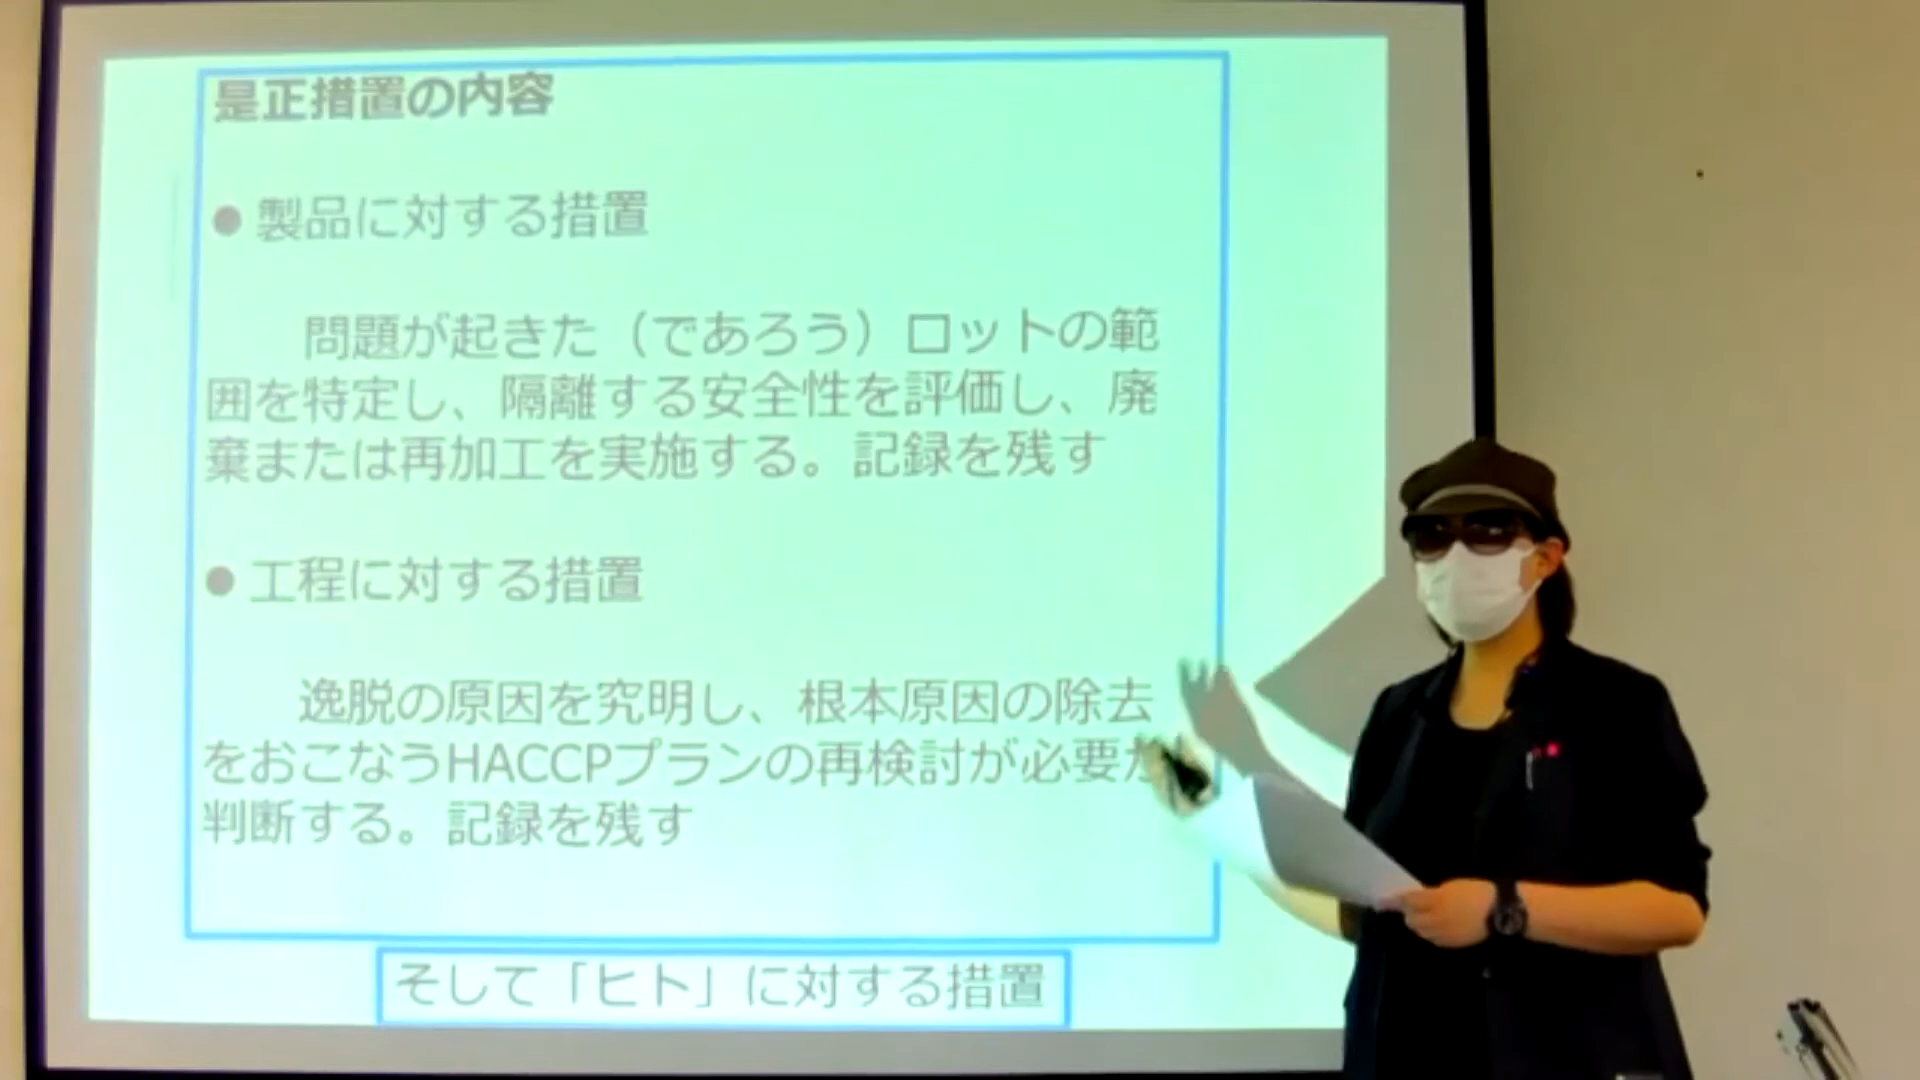 是正措置の内容
● 製品に対する措置
問題が起きた（であろう）ロットの範
囲を特定し、隔離する安全性を評価し、廃
棄または再加工を実施する。記録を残す
● 工程に対する措置
逸脱の原因を究明し、根本原因の除去
をおこなうHACCPプランの再検討が必要か
判断する。記録を残す
そして「ヒト」に対する措置